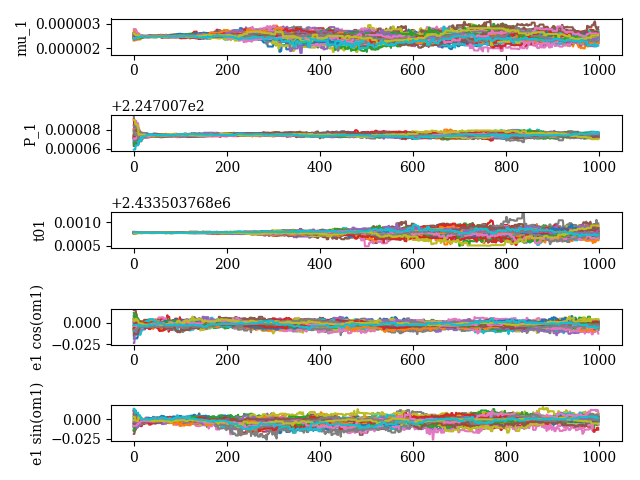 mu_1
0.000003
0.000002
0 200 400 600 800 1000
+2.247007e2
P_1
0.00008
0.00006
0 200 400 600 800 1000
+2.433503768e6
t01
0.0010
0.0005
0 200 400 600 800 1000
e1 cos(om1)
0.000
−0.025
0 200 400 600 800 1000
e1 sin(om1)
0.000
−0.025
0 200 400 600 800 1000